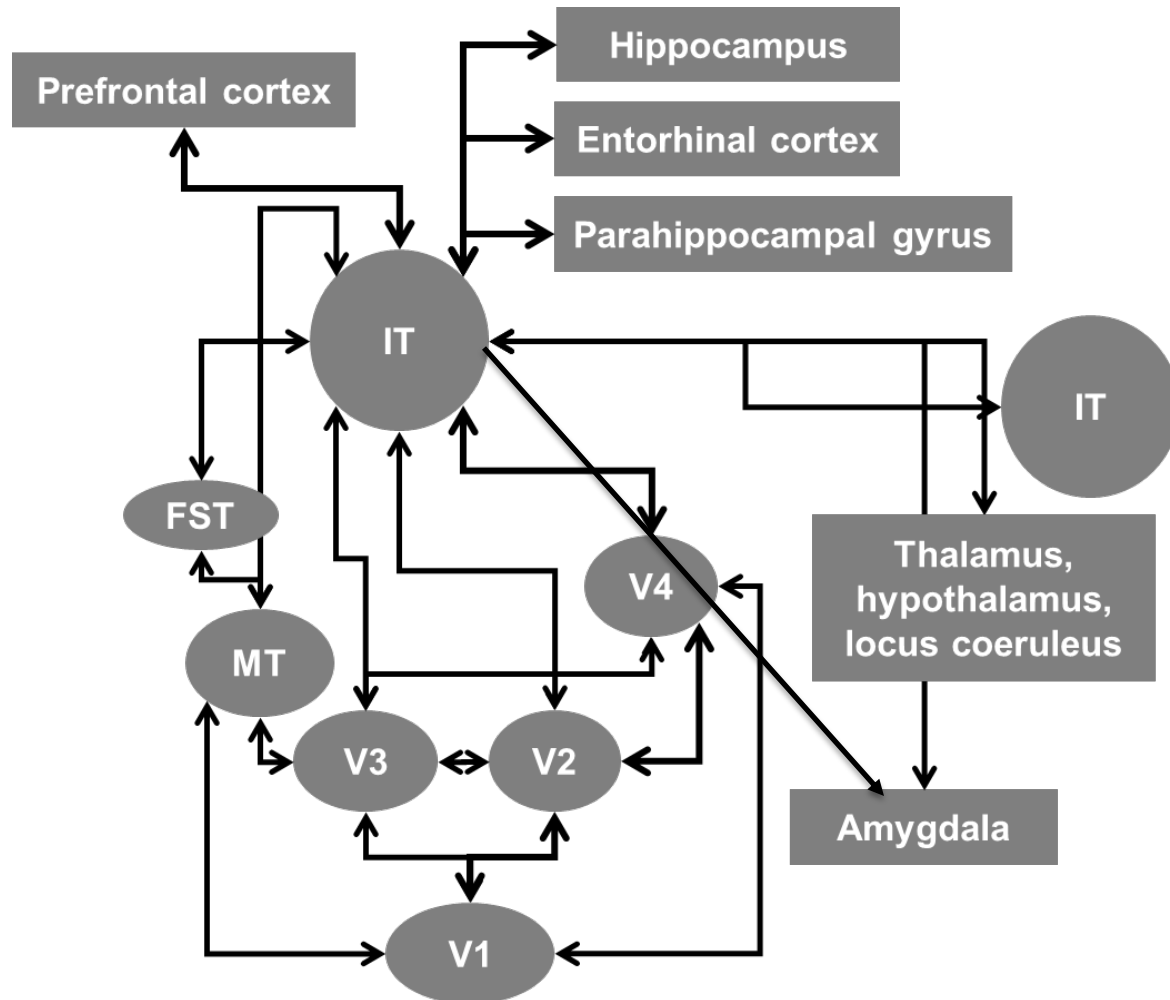 Hippocampus
Prefrontal cortex
Entorhinal cortex
Parahippocampal gyrus
IT
IT
FST
Thalamus,
hypothalamus,
locus coeruleus
V4
MT
V3
V2
Amygdala
V1